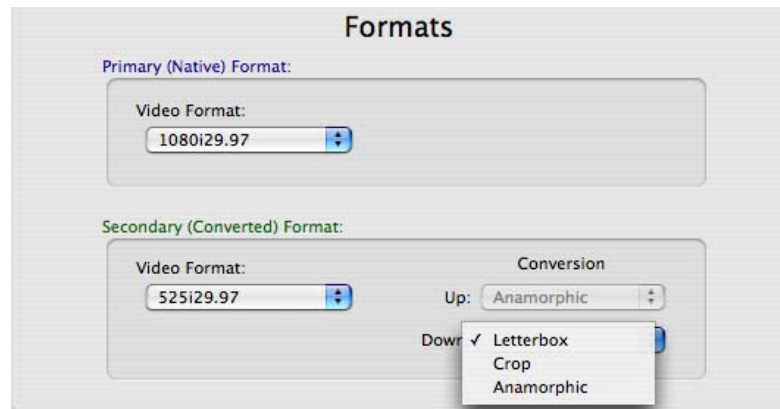 Formats
Primary (Native) Format:
Video Format:
1080i29.97
Secondary (Converted) Format:
Video Format:
Conversion
525i29.97
Up: Anamorphic
Down
✓ Letterbox
Crop
Anamorphic